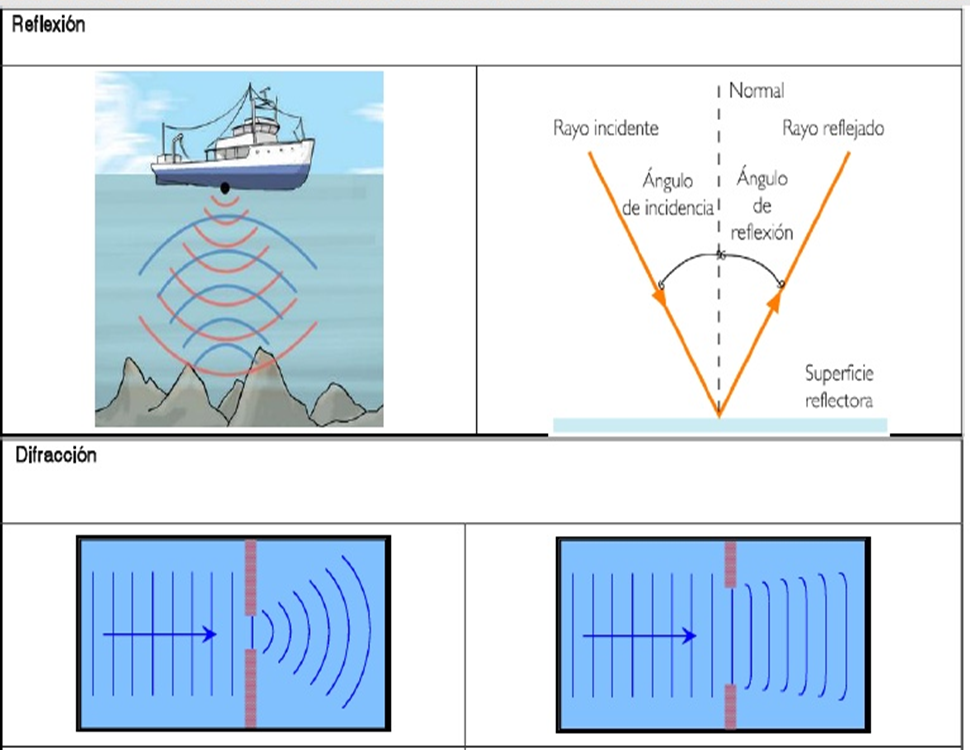 Reflexión
Normal
Rayo incidente
Rayo reflejado
Ángulo
de incidencia
Ángulo
de
reflexión
Superficie
reflectora
Difracción